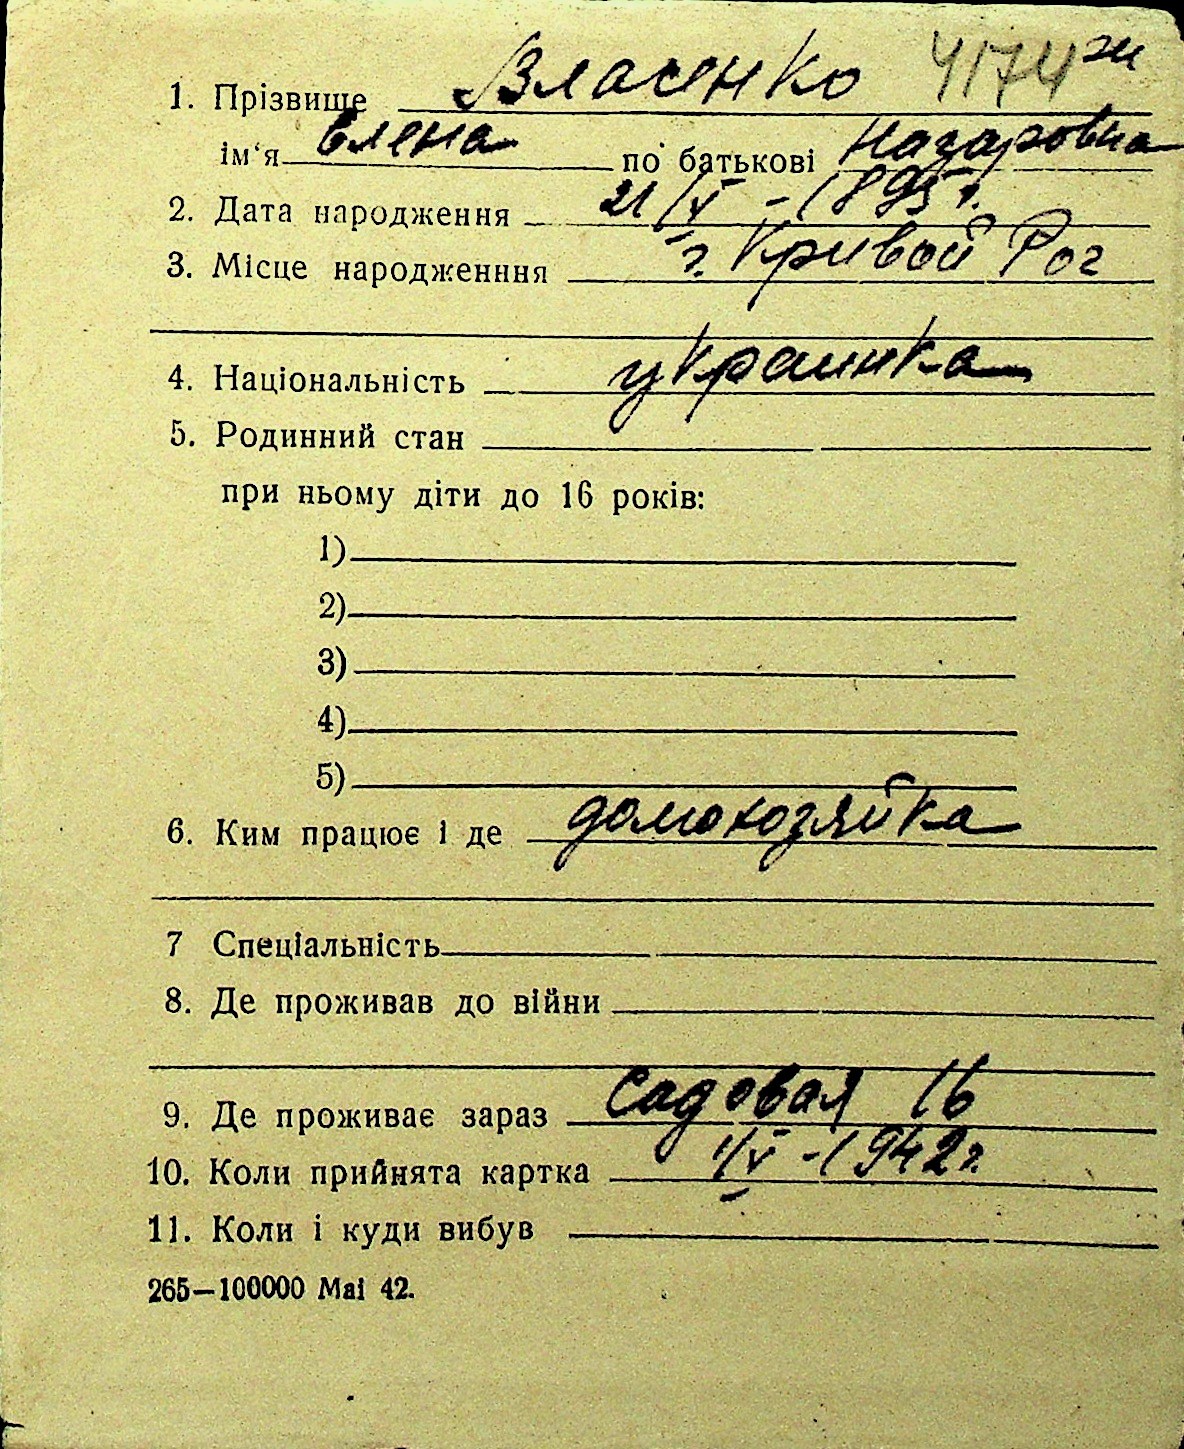 1. Прізвище Власенко 4174 ж
ім'я Елена по батькові Назаровна
2. Дата народження 21/V - 1895 г.
3. Місце народженння г. Кривой Рог
4. Національність украинка
5. Родинний стан
при ньому діти до 16 років:
1)
2)
3)
4)
5)
6. Ким працює і де домохозяйка
7 Спеціальність
8. Де проживав до війни
9. Де проживає зараз Садовая 16
10. Коли прийнята картка 1/V - 1942 г.
11. Коли і куди вибув
265—100000 Mai 42.